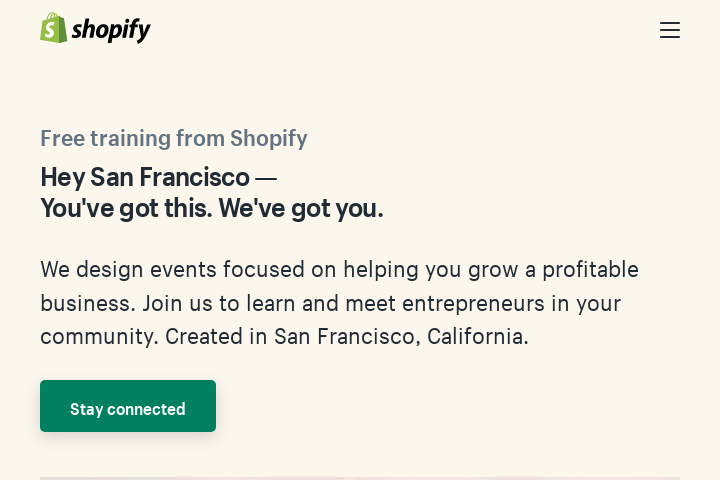 shopify
Free training from Shopify
Hey San Francisco —
You've got this. We've got you.
We design events focused on helping you grow a profitable
business. Join us to learn and meet entrepreneurs in your
community. Created in San Francisco, California.
Stay connected